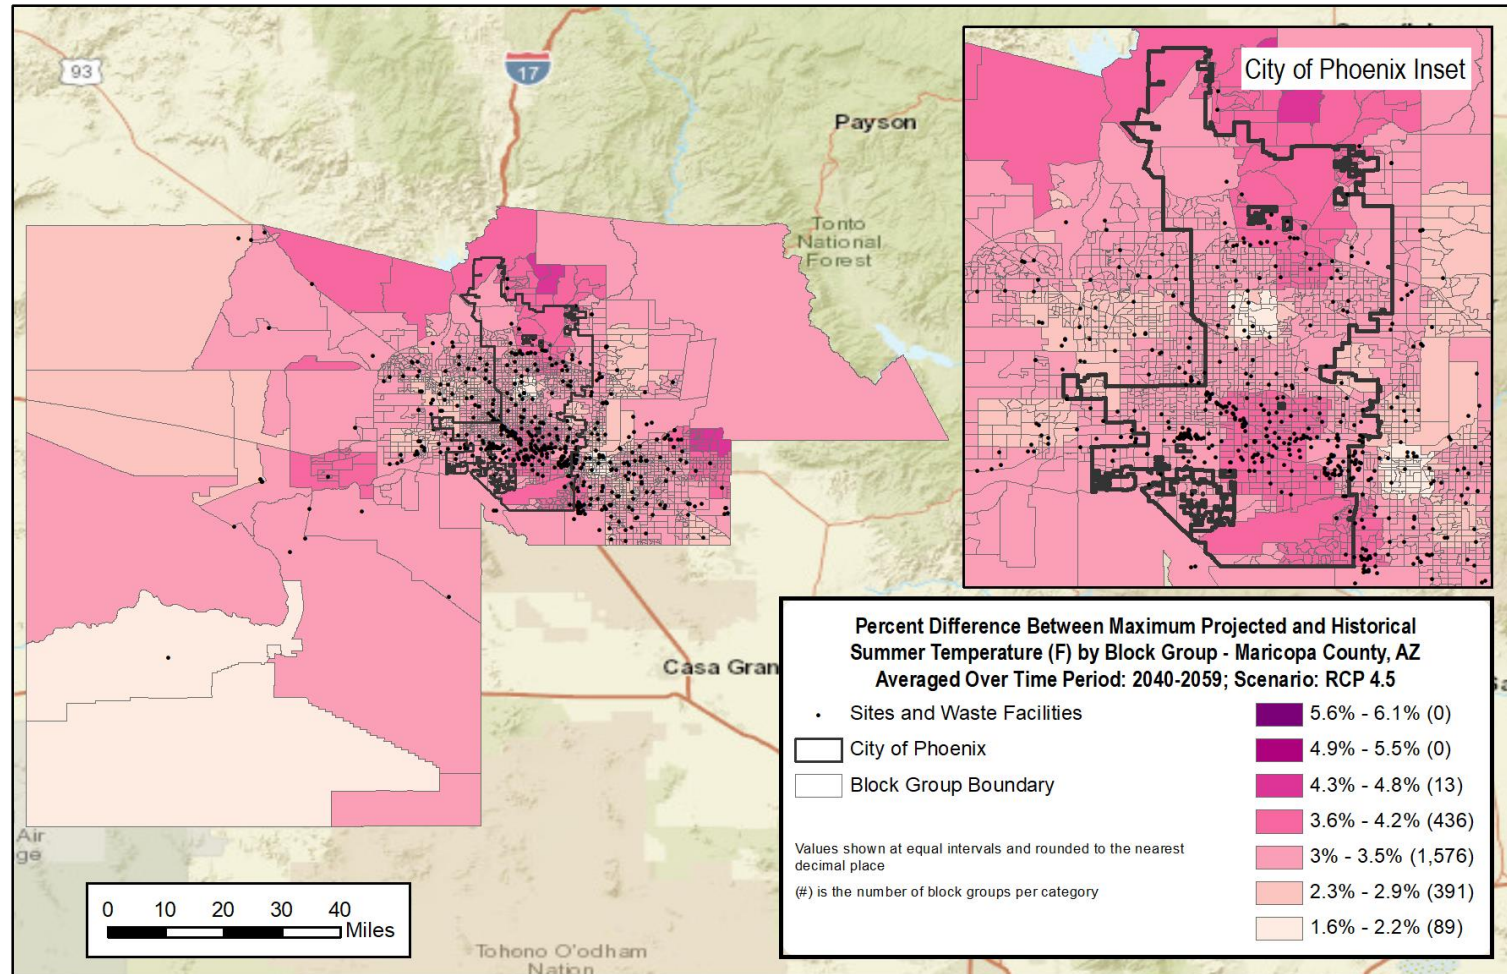 93
17
Payson
Tonto
National
Forest
City of Phoenix Inset
Casa Gran
Air
ge
Tohono O'odham
Nation
0 10 20 30 40
Miles
Percent Difference Between Maximum Projected and Historical
Summer Temperature (F) by Block Group - Maricopa County, AZ
Averaged Over Time Period: 2040-2059; Scenario: RCP 4.5
Sites and Waste Facilities
City of Phoenix
Block Group Boundary
Values shown at equal intervals and rounded to the nearest
decimal place
(#) is the number of block groups per category
5.6% - 6.1% (0)
4.9% - 5.5% (0)
4.3% - 4.8% (13)
3.6% - 4.2% (436)
3% - 3.5% (1,576)
2.3% - 2.9% (391)
1.6% - 2.2% (89)